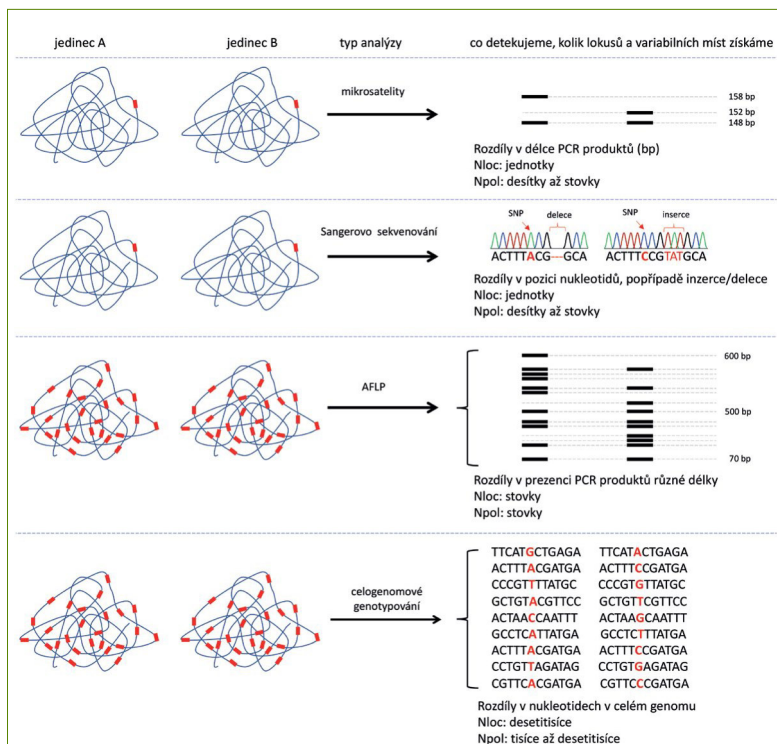 jedinec A jedinec B typ analýzy co detekujeme, kolik lokusů a variabilních míst získáme
mikrosatelity
158 bp
152 bp
148 bp
Rozdíly v délce PCR produktů (bp)
Nloc: jednotky
Npol: desítky až stovky
Sangerovo sekvenování
SNP delece SNP inserce
ACTTTACG---GCA ACTTTCCGTATGCA
Rozdíly v pozici nukleotidů, popřípadě inzerce/delece
Nloc: jednotky
Npol: desítky až stovky
AFLP
600 bp
500 bp
70 bp
Rozdíly v prezenci PCR produktů různé délky
Nloc: stovky
Npol: stovky
celogenomové
genotypování
TTCATGCTGAGA TTCATACTGAGA
ACTTTACGATGA ACTTTCCGATGA
CCCGTTTATGC CCCGTGTTATGC
GCTGTACGTTCC GCTGTTCGTTCC
ACTAACCAATTT ACTAAGCAATTT
GCCTCATTATGA GCCTCTTTATGA
ACTTTACGATGA ACTTTCCGATGA
CCTGTTAGATAG CCTGTGAGATAG
CGTTCACGATGA CGTTCCCGATGA
Rozdíly v nukleotidech v celém genomu
Nloc: desetitisíce
Npol: tisíce až desetitisíce